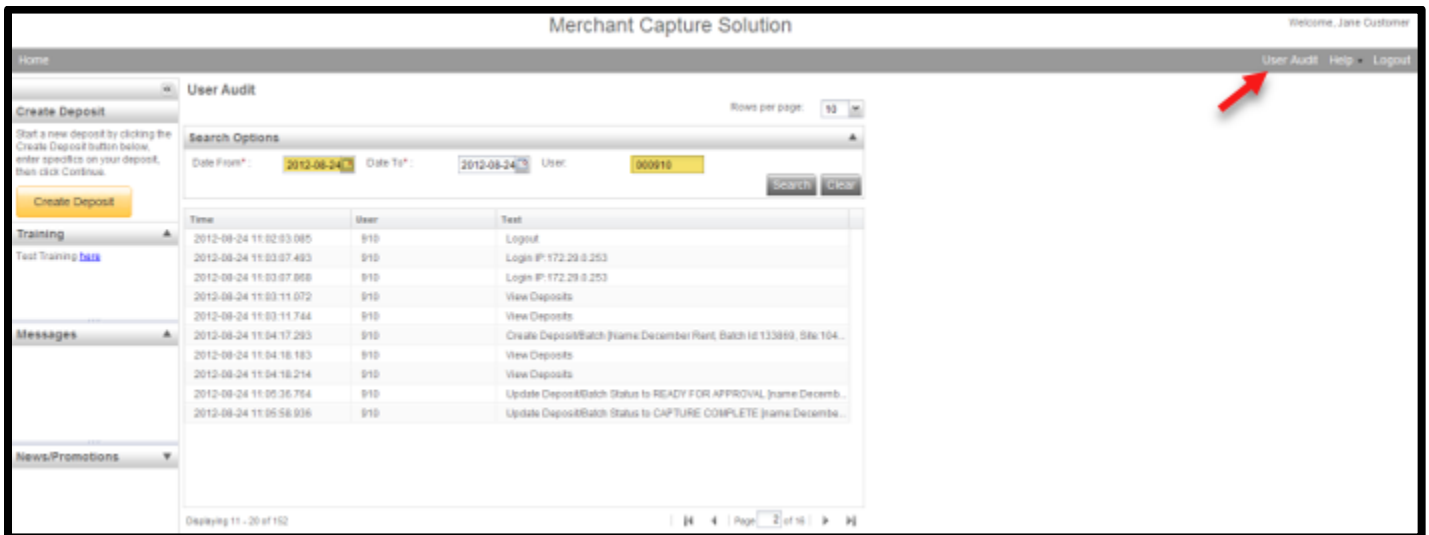 Merchant Capture Solution
Welcome, Jane Customer
Home
User Audit Help Logout
Create Deposit
Start a new deposit by clicking the
Create Deposit button below,
enter specifics on your deposit,
then click Continue.
Create Deposit
Training
Test Training here
Messages
News/Promotions
User Audit
Rows per page: 10
Search Options
Date From*: 2012-08-24 Date To*: 2012-08-24 User: 000910
Search Clear
Time User Text
2012-08-24 11:02:03.085 910 Logout
2012-08-24 11:03:07.493 910 Login IP:172.29.0.253
2012-08-24 11:03:07.868 910 Login IP:172.29.0.253
2012-08-24 11:03:11.072 910 View Deposits
2012-08-24 11:03:11.744 910 View Deposits
2012-08-24 11:04:17.293 910 Create Deposit/Batch [Name:December Rent, Batch Id:133869, Site:104...
2012-08-24 11:04:18.183 910 View Deposits
2012-08-24 11:04:18.214 910 View Deposits
2012-08-24 11:05:36.764 910 Update Deposit/Batch Status to READY FOR APPROVAL [name:Decemb...
2012-08-24 11:05:58.936 910 Update Deposit/Batch Status to CAPTURE COMPLETE [name:Decembe...
Displaying 11 - 20 of 152
Page 2 of 16